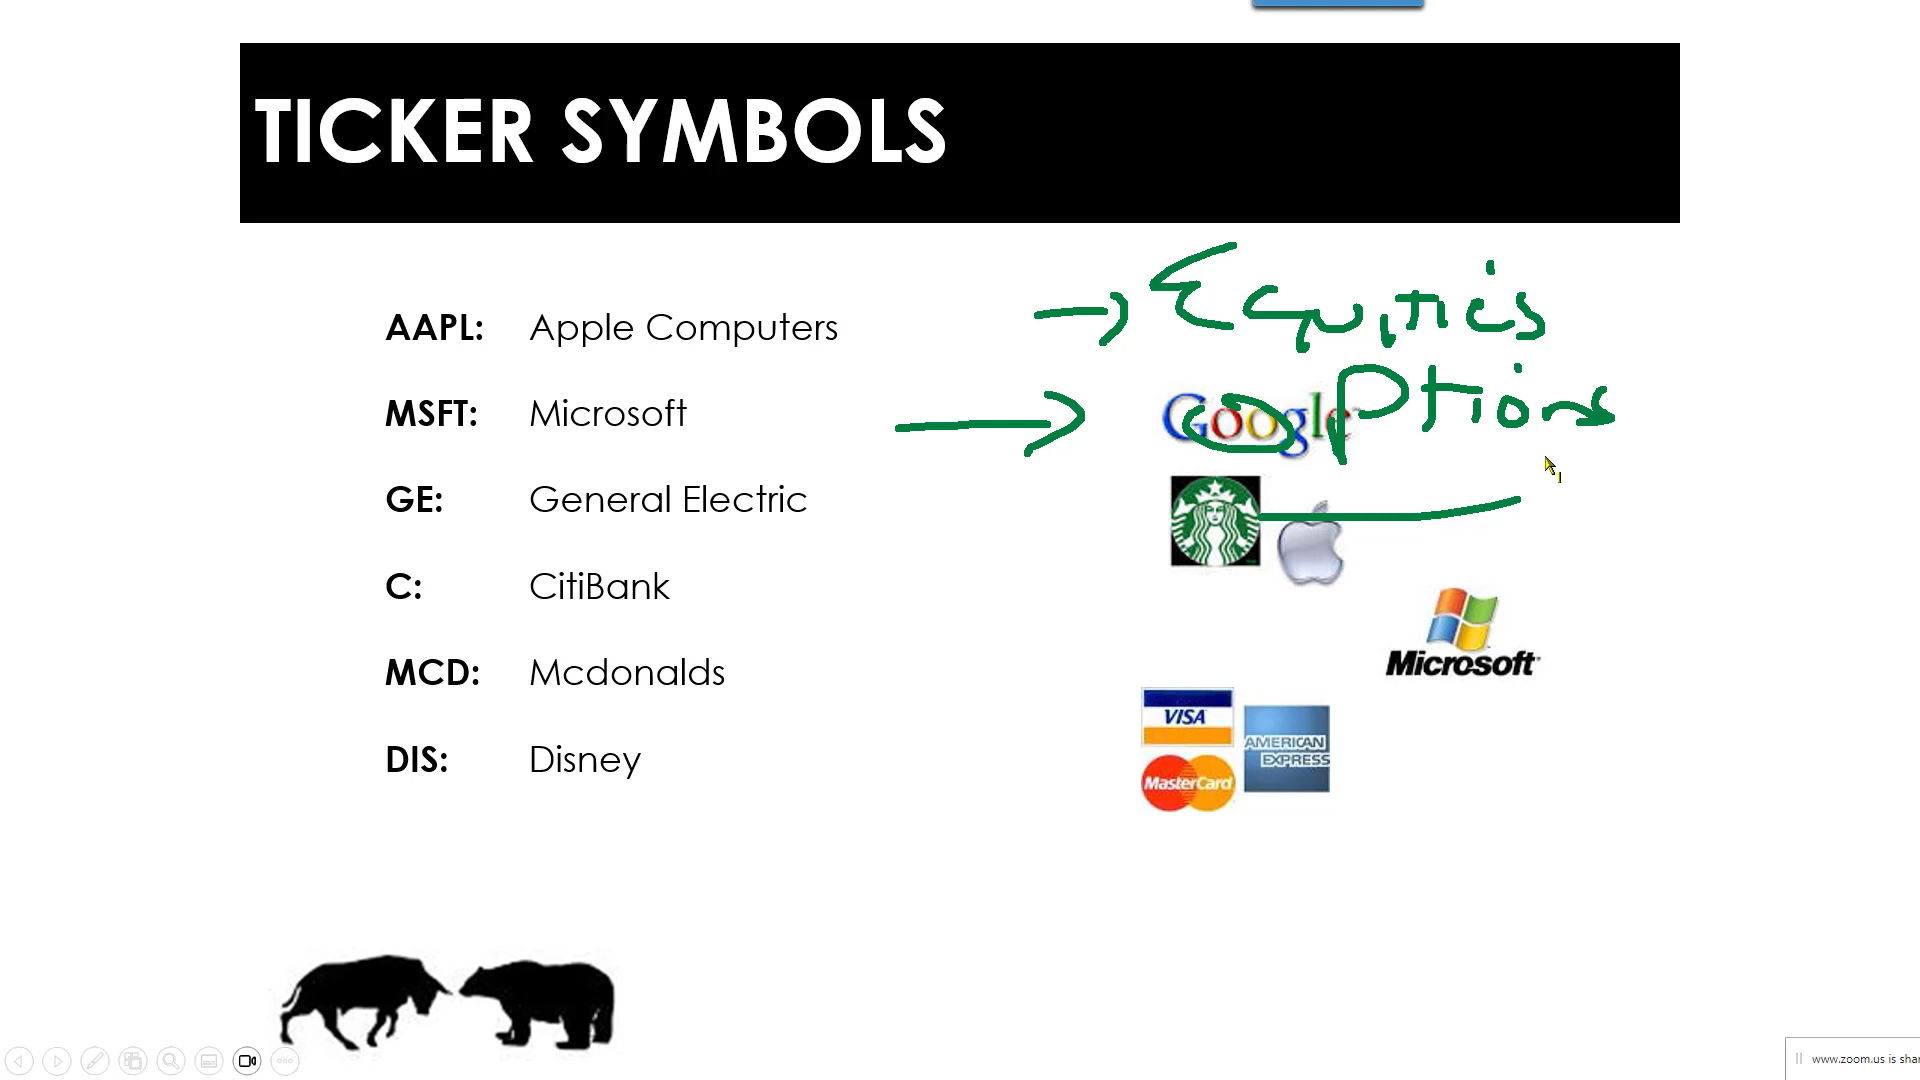 TICKER SYMBOLS
AAPL: Apple Computers
MSFT: Microsoft
GE: General Electric
C: CitiBank
MCD: Mcdonalds
DIS: Disney
Equities
Options
Google
Microsoft
VISA
AMERICAN
EXPRESS
MasterCard
www.zoom.us is shar